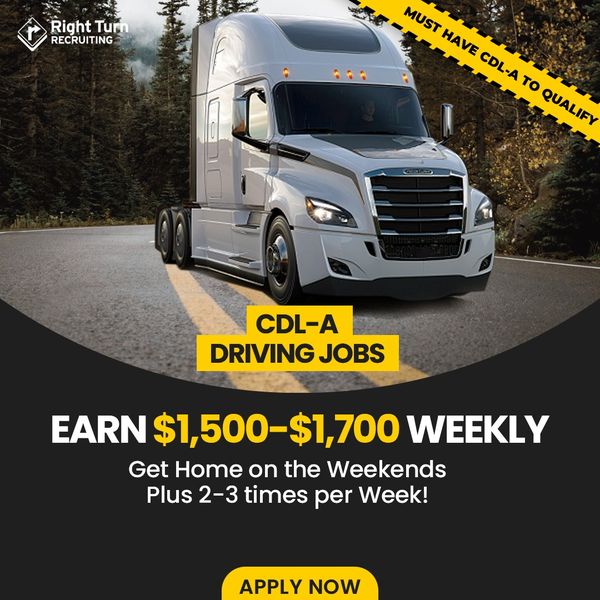 Right Turn
RECRUITING
MUST HAVE CDL-A TO QUALIFY
CDL-A
DRIVING JOBS
EARN $1,500-$1,700 WEEKLY
Get Home on the Weekends
Plus 2-3 times per Week!
APPLY NOW